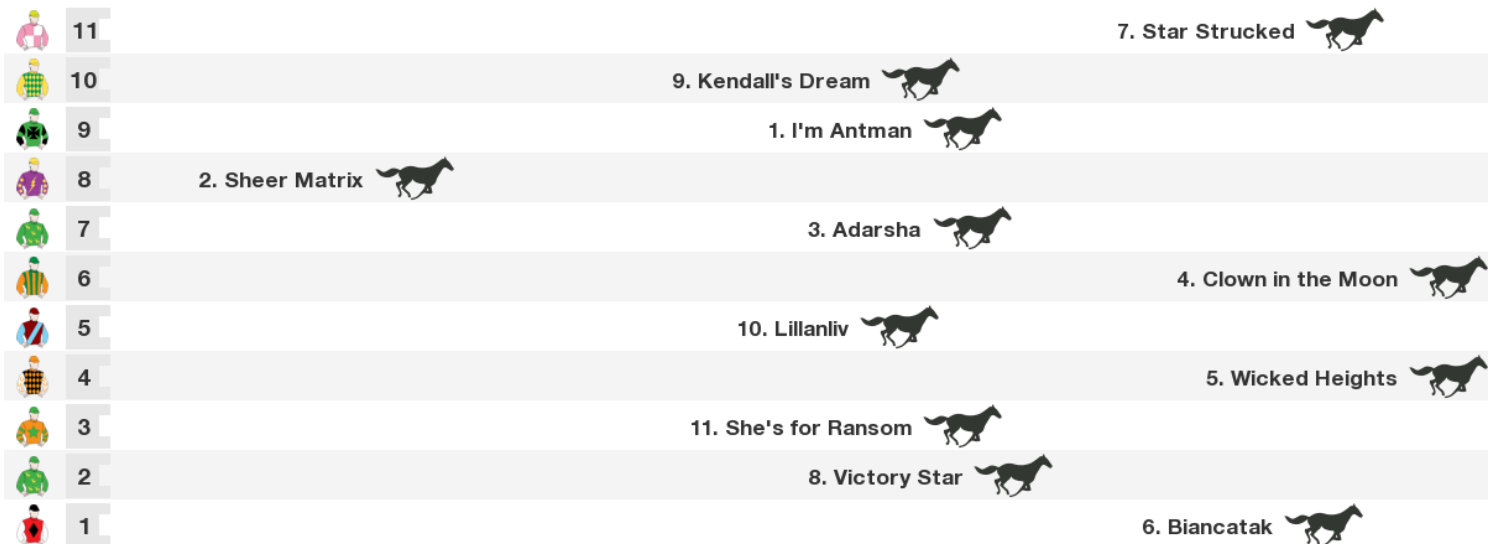 11 7. Star Strucked
10 9. Kendall's Dream
9 1. I'm Antman
8 2. Sheer Matrix
7 3. Adarsha
6 4. Clown in the Moon
5 10. Lillanliv
4 5. Wicked Heights
3 11. She's for Ransom
2 8. Victory Star
1 6. Biancatak